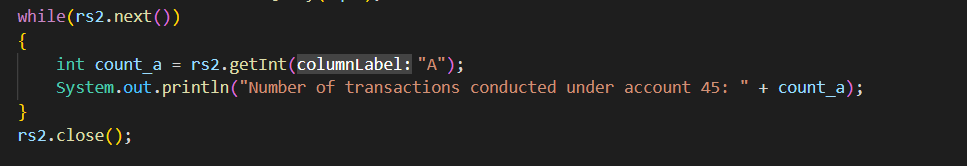 while(rs2.next())
{
int count_a = rs2.getInt(columnLabel: "A");
System.out.println("Number of transactions conducted under account 45: " + count_a);
}
rs2.close();